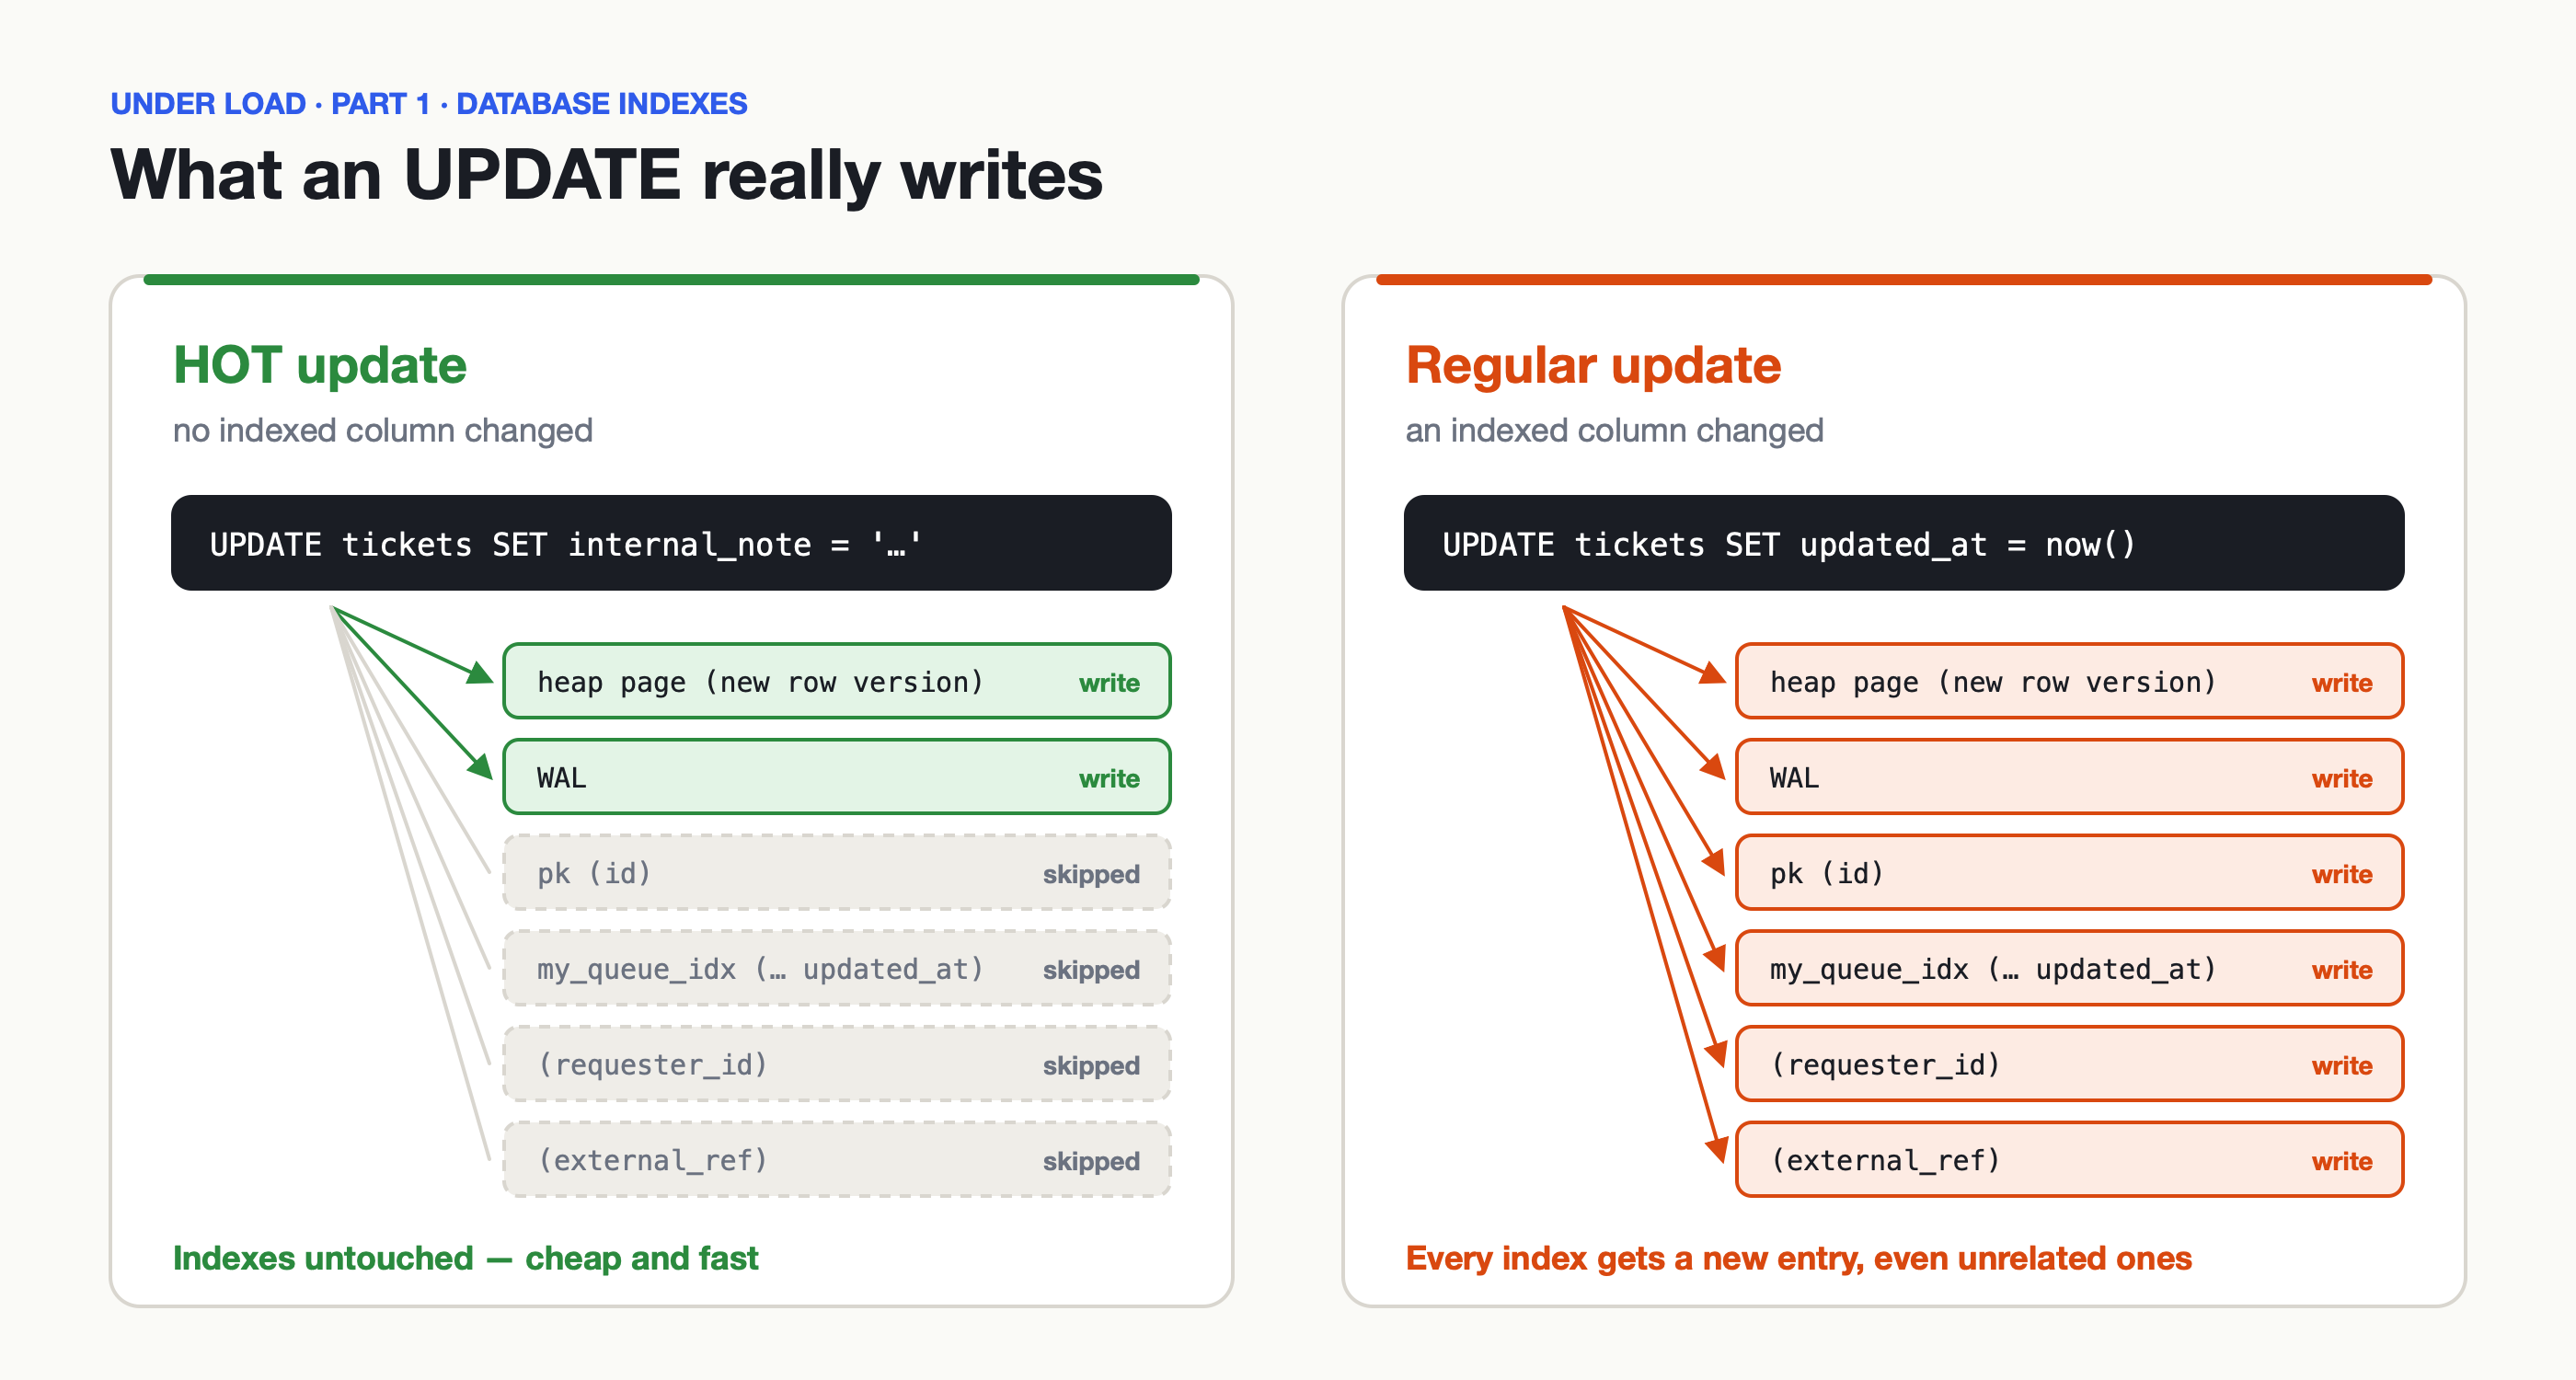 UNDER LOAD · PART 1 · DATABASE INDEXES
What an UPDATE really writes
HOT update
no indexed column changed
UPDATE tickets SET internal_note = '…'
heap page (new row version) write
WAL write
pk (id) skipped
my_queue_idx (… updated_at) skipped
(requester_id) skipped
(external_ref) skipped
Indexes untouched — cheap and fast
Regular update
an indexed column changed
UPDATE tickets SET updated_at = now()
heap page (new row version) write
WAL write
pk (id) write
my_queue_idx (… updated_at) write
(requester_id) write
(external_ref) write
Every index gets a new entry, even unrelated ones